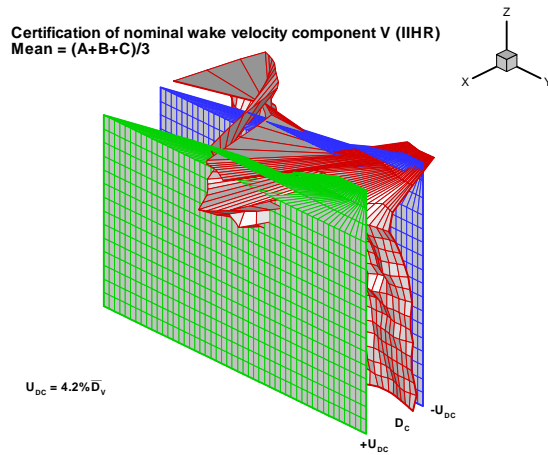 Certification of nominal wake velocity component V (IIHR)
Mean = (A+B+C)/3
Z
X
Y
U_DC = 4.2% D̅_V
-U_DC
D_C
+U_DC